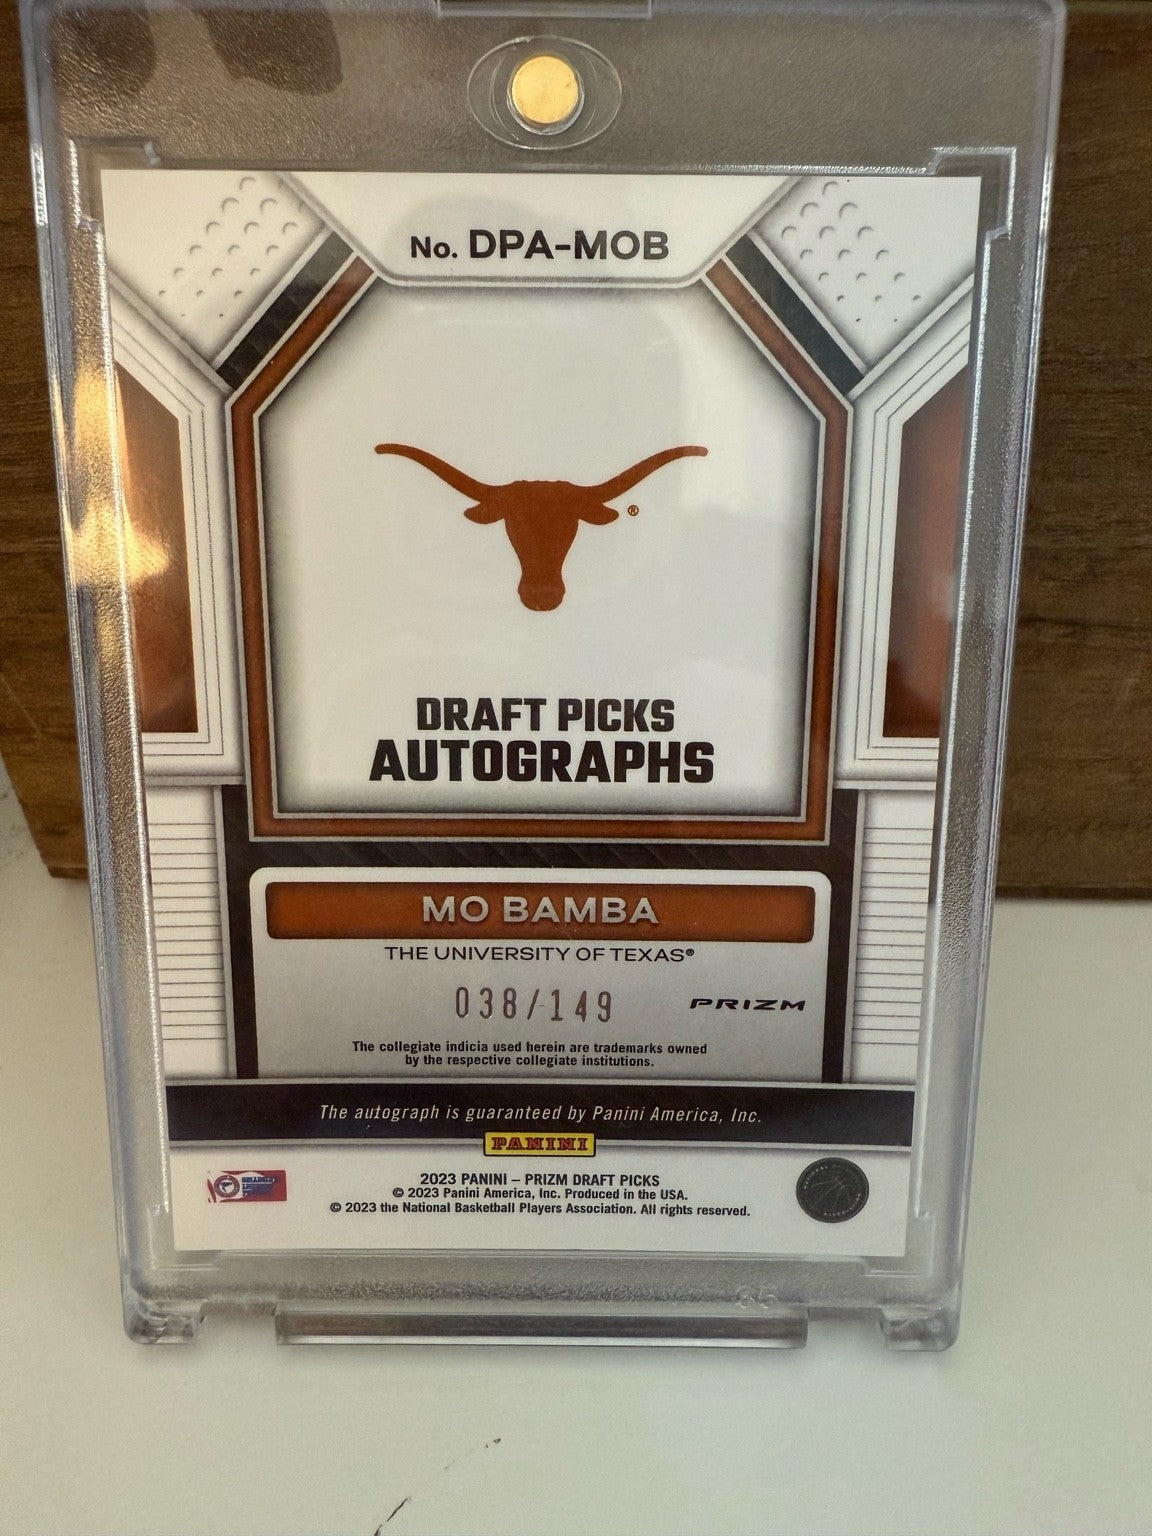 No. DPA-MOB
®
DRAFT PICKS
AUTOGRAPHS
MO BAMBA
THE UNIVERSITY OF TEXAS®
038/149
PRIZM
The collegiate indicia used herein are trademarks owned
by the respective collegiate institutions.
The autograph is guaranteed by Panini America, Inc.
PANINI
2023 PANINI – PRIZM DRAFT PICKS
© 2023 Panini America, Inc. Produced in the USA.
© 2023 the National Basketball Players Association. All rights reserved.